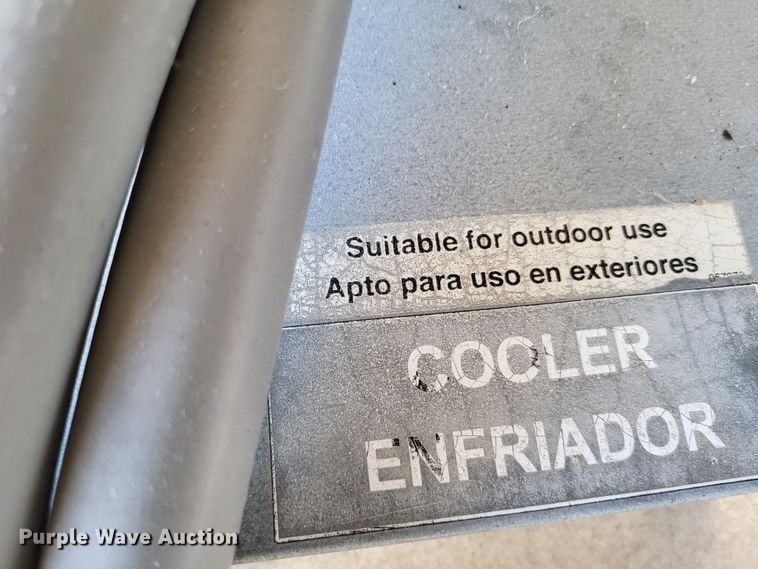 Suitable for outdoor use
Apto para uso en exteriores
COOLER
ENFRIADOR
Purple Wave Auction